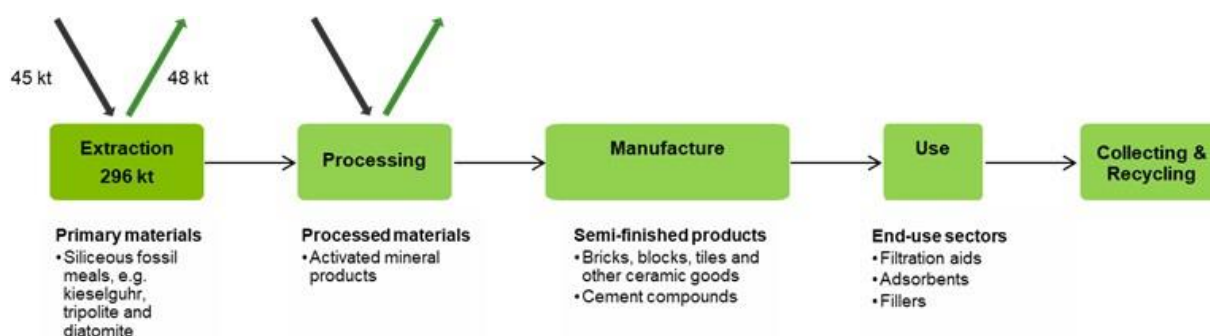 45 kt
48 kt
Extraction
296 kt
Processing
Manufacture
Use
Collecting &
Recycling
Primary materials
•Siliceous fossil
meals, e.g.
kieselguhr,
tripolite and
diatomite
Processed materials
•Activated mineral
products
Semi-finished products
•Bricks, blocks, tiles and
other ceramic goods
•Cement compounds
End-use sectors
•Filtration aids
•Adsorbents
•Fillers